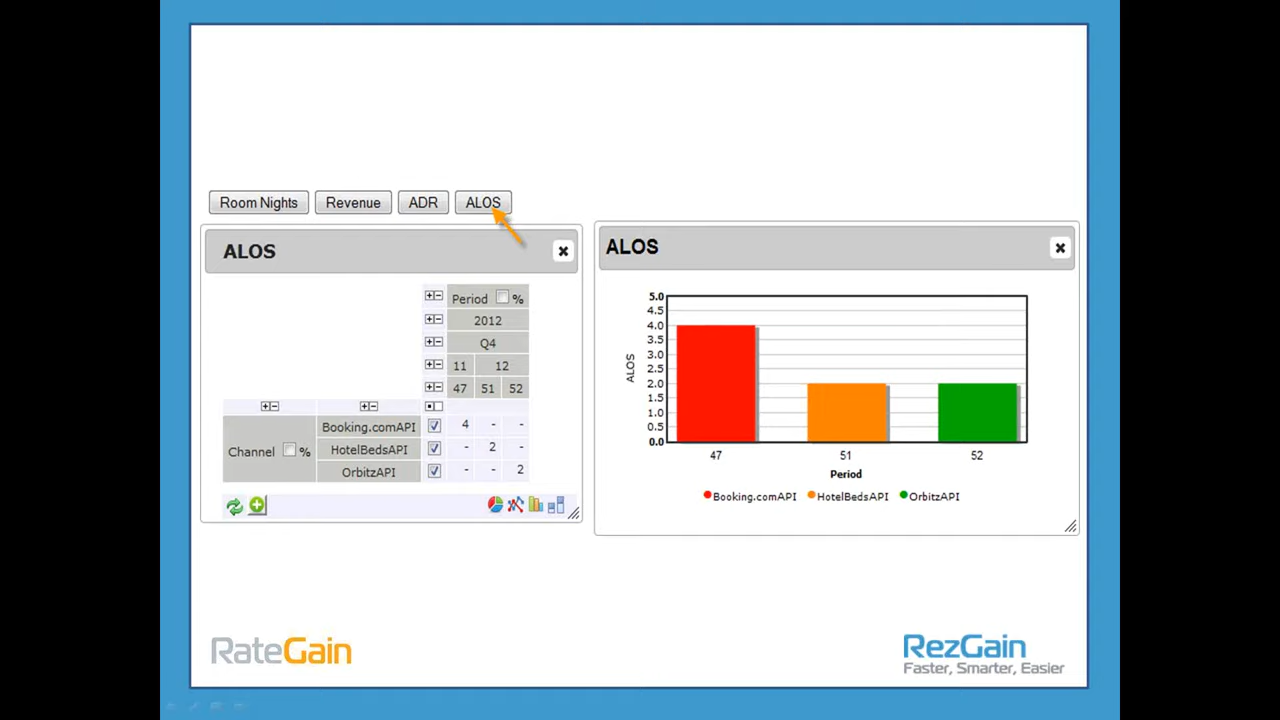 Room Nights Revenue ADR ALOS
ALOS
Period %
2012
Q4
11 12
47 51 52
Channel %
Booking.comAPI 4 - -
HotelBedsAPI - 2 -
OrbitzAPI - - 2
ALOS
5.0
4.5
4.0
3.5
3.0
2.5
2.0
1.5
1.0
0.5
0.0
ALOS
47 51 52
Period
Booking.comAPI HotelBedsAPI OrbitzAPI
RateGain
RezGain
Faster, Smarter, Easier